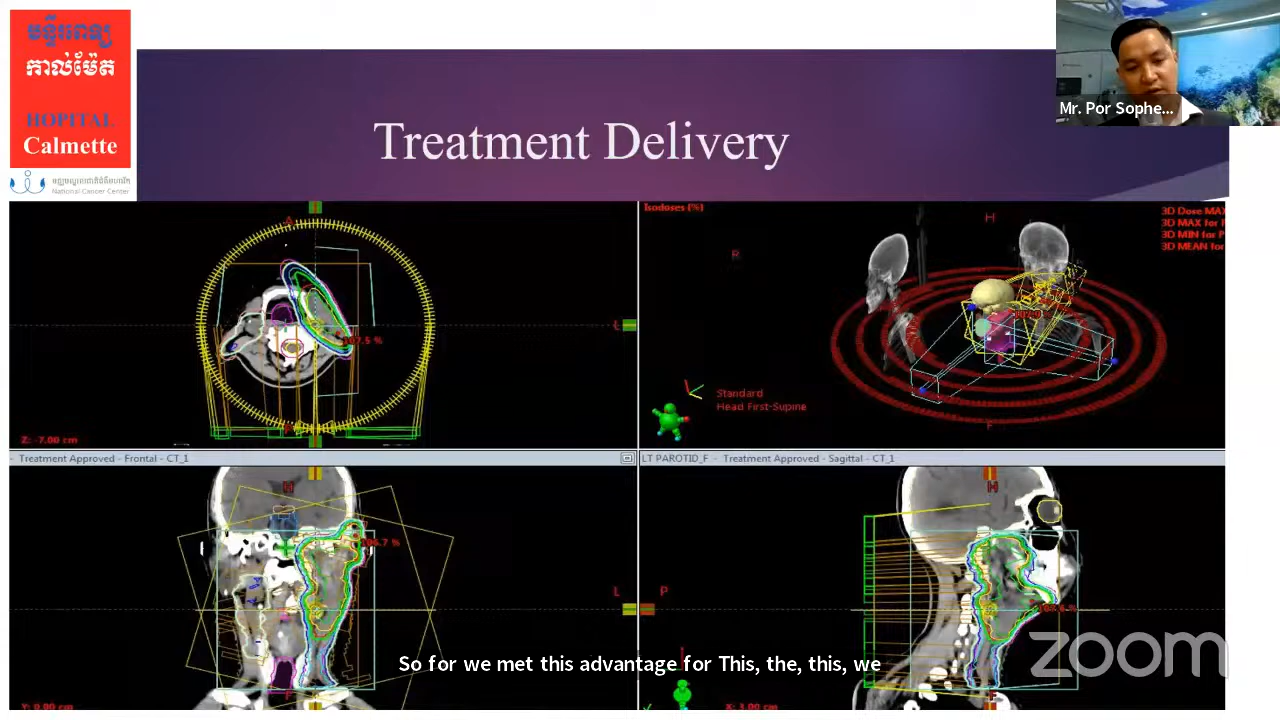 មន្ទីរពេទ្យ
កាល់ម៉ែត
HOPITAL
Calmette
National Cancer Center
Treatment Delivery
Mr. Por Sophe...
A
107.5 %
L
Z: -7.00 cm
Isodoses [%]
H
R
3D Dose MAX
3D MAX for
3D MIN for P
3D MEAN for
Standard
Head First-Supine
F
Treatment Approved - Frontal - CT_1
H
L
F
Y: 0.00 cm
LT PAROTID_F - Treatment Approved - Sagittal - CT_1
H
P
F
X: 3.00 cm
So for we met this advantage for This, the, this, we
zoom